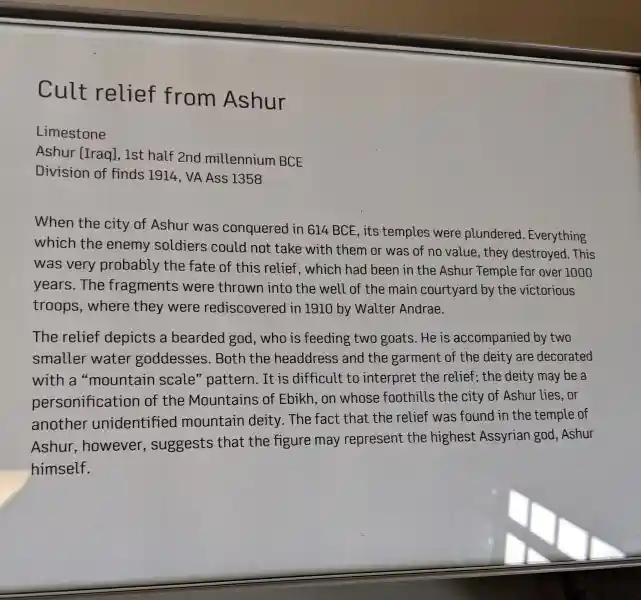 Cult relief from Ashur
Limestone
Ashur (Iraq), 1st half 2nd millennium BCE
Division of finds 1914, VA Ass 1358
When the city of Ashur was conquered in 614 BCE, its temples were plundered. Everything
which the enemy soldiers could not take with them or was of no value, they destroyed. This
was very probably the fate of this relief, which had been in the Ashur Temple for over 1000
years. The fragments were thrown into the well of the main courtyard by the victorious
troops, where they were rediscovered in 1910 by Walter Andrae.
The relief depicts a bearded god, who is feeding two goats. He is accompanied by two
smaller water goddesses. Both the headdress and the garment of the deity are decorated
with a “mountain scale” pattern. It is difficult to interpret the relief; the deity may be a
personification of the Mountains of Ebikh, on whose foothills the city of Ashur lies, or
another unidentified mountain deity. The fact that the relief was found in the temple of
Ashur, however, suggests that the figure may represent the highest Assyrian god, Ashur
himself.